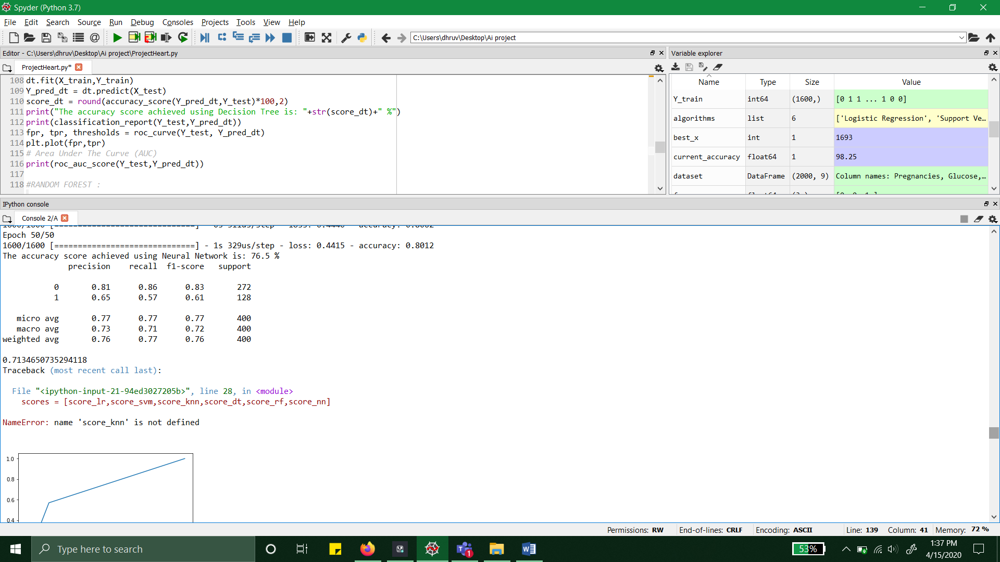 Spyder (Python 3.7)
File Edit Search Source Run Debug Consoles Projects Tools View Help
C:\Users\dhruv\Desktop\Ai project
Editor - C:\Users\dhruv\Desktop\Ai project\ProjectHeart.py
ProjectHeart.py*
108 dt.fit(X_train,Y_train)
109 Y_pred_dt = dt.predict(X_test)
110 score_dt = round(accuracy_score(Y_pred_dt,Y_test)*100,2)
111 print("The accuracy score achieved using Decision Tree is: "+str(score_dt)+" %")
112 print(classification_report(Y_test,Y_pred_dt))
113 fpr, tpr, thresholds = roc_curve(Y_test, Y_pred_dt)
114 plt.plot(fpr,tpr)
115 # Area Under The Curve (AUC)
116 print(roc_auc_score(Y_test,Y_pred_dt))
117
118 #RANDOM FOREST :
Variable explorer
Name Type Size Value
Y_train int64 (1600,) [0 1 1 ... 1 0 0]
algorithms list 6 ['Logistic Regression', 'Support Ve…
best_x int 1 1693
current_accuracy float64 1 98.25
dataset DataFrame (2000, 9) Column names: Pregnancies, Glucose,…
IPython console
Console 2/A
Epoch 50/50
1600/1600 [==============================] - 1s 329us/step - loss: 0.4415 - accuracy: 0.8012
The accuracy score achieved using Neural Network is: 76.5 %
precision recall f1-score support
0 0.81 0.86 0.83 272
1 0.65 0.57 0.61 128
micro avg 0.77 0.77 0.77 400
macro avg 0.73 0.71 0.72 400
weighted avg 0.76 0.77 0.76 400
0.7134650735294118
Traceback (most recent call last):
File "<ipython-input-21-94ed3027205b>", line 28, in <module>
scores = [score_lr,score_svm,score_knn,score_dt,score_rf,score_nn]
NameError: name 'score_knn' is not defined
1.0
0.8
0.6
0.4
Permissions: RW End-of-lines: CRLF Encoding: ASCII Line: 139 Column: 41 Memory: 72 %
Type here to search
1
53%
1:37 PM
4/15/2020